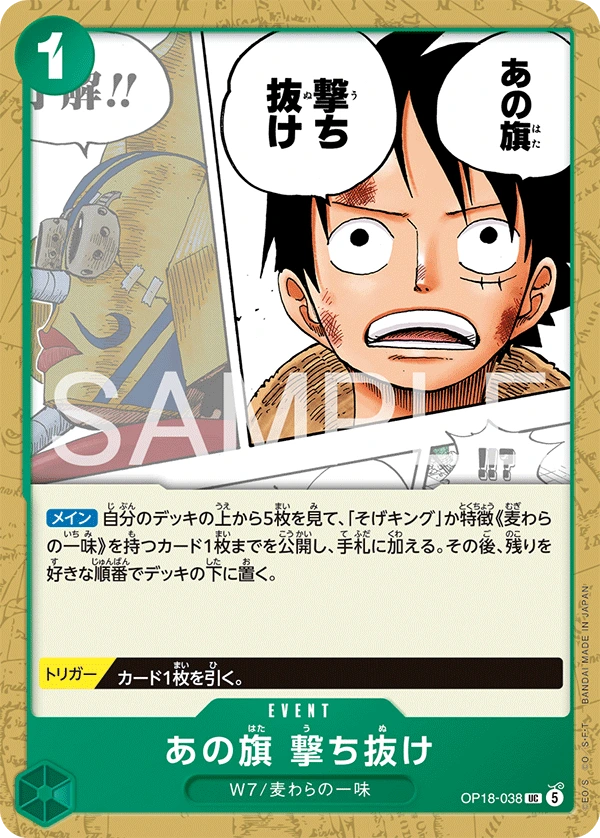 1
了解!!
撃ち抜け
あの旗
!!?
SAMPLE
メイン 自分のデッキの上から5枚を見て、「そげキング」か特徴《麦わら
の一味》を持つカード1枚までを公開し、手札に加える。その後、残りを
好きな順番でデッキの下に置く。
トリガー カード1枚を引く。
EVENT
あの旗 撃ち抜け
W7/麦わらの一味
OP18-038 UC 5
©E.O. S. ©O. S-F-T BANDAI MADE IN JAPAN